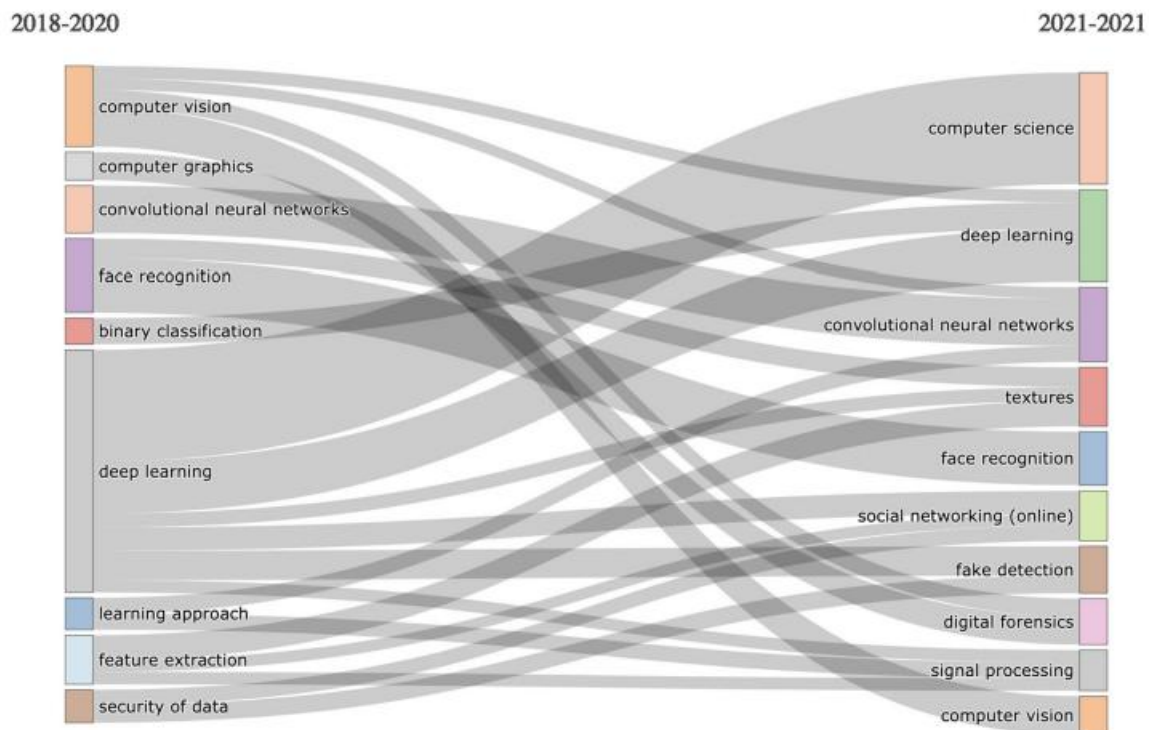 2018-2020
2021-2021
computer vision
computer graphics
convolutional neural networks
face recognition
binary classification
deep learning
learning approach
feature extraction
security of data
computer science
deep learning
convolutional neural networks
textures
face recognition
social networking (online)
fake detection
digital forensics
signal processing
computer vision